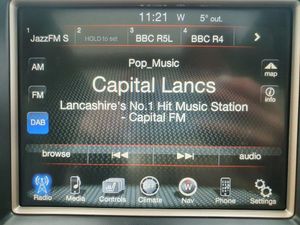 11:21 W 5° out.
1 JazzFM S 2 HOLD to set 3 BBC R5L 4 BBC R4
Pop_Music
AM
map
Capital Lancs
FM
info
Lancashire's No.1 Hit Music Station
- Capital FM
DAB
browse audio
W
Radio Media Controls Climate Nav Phone Settings